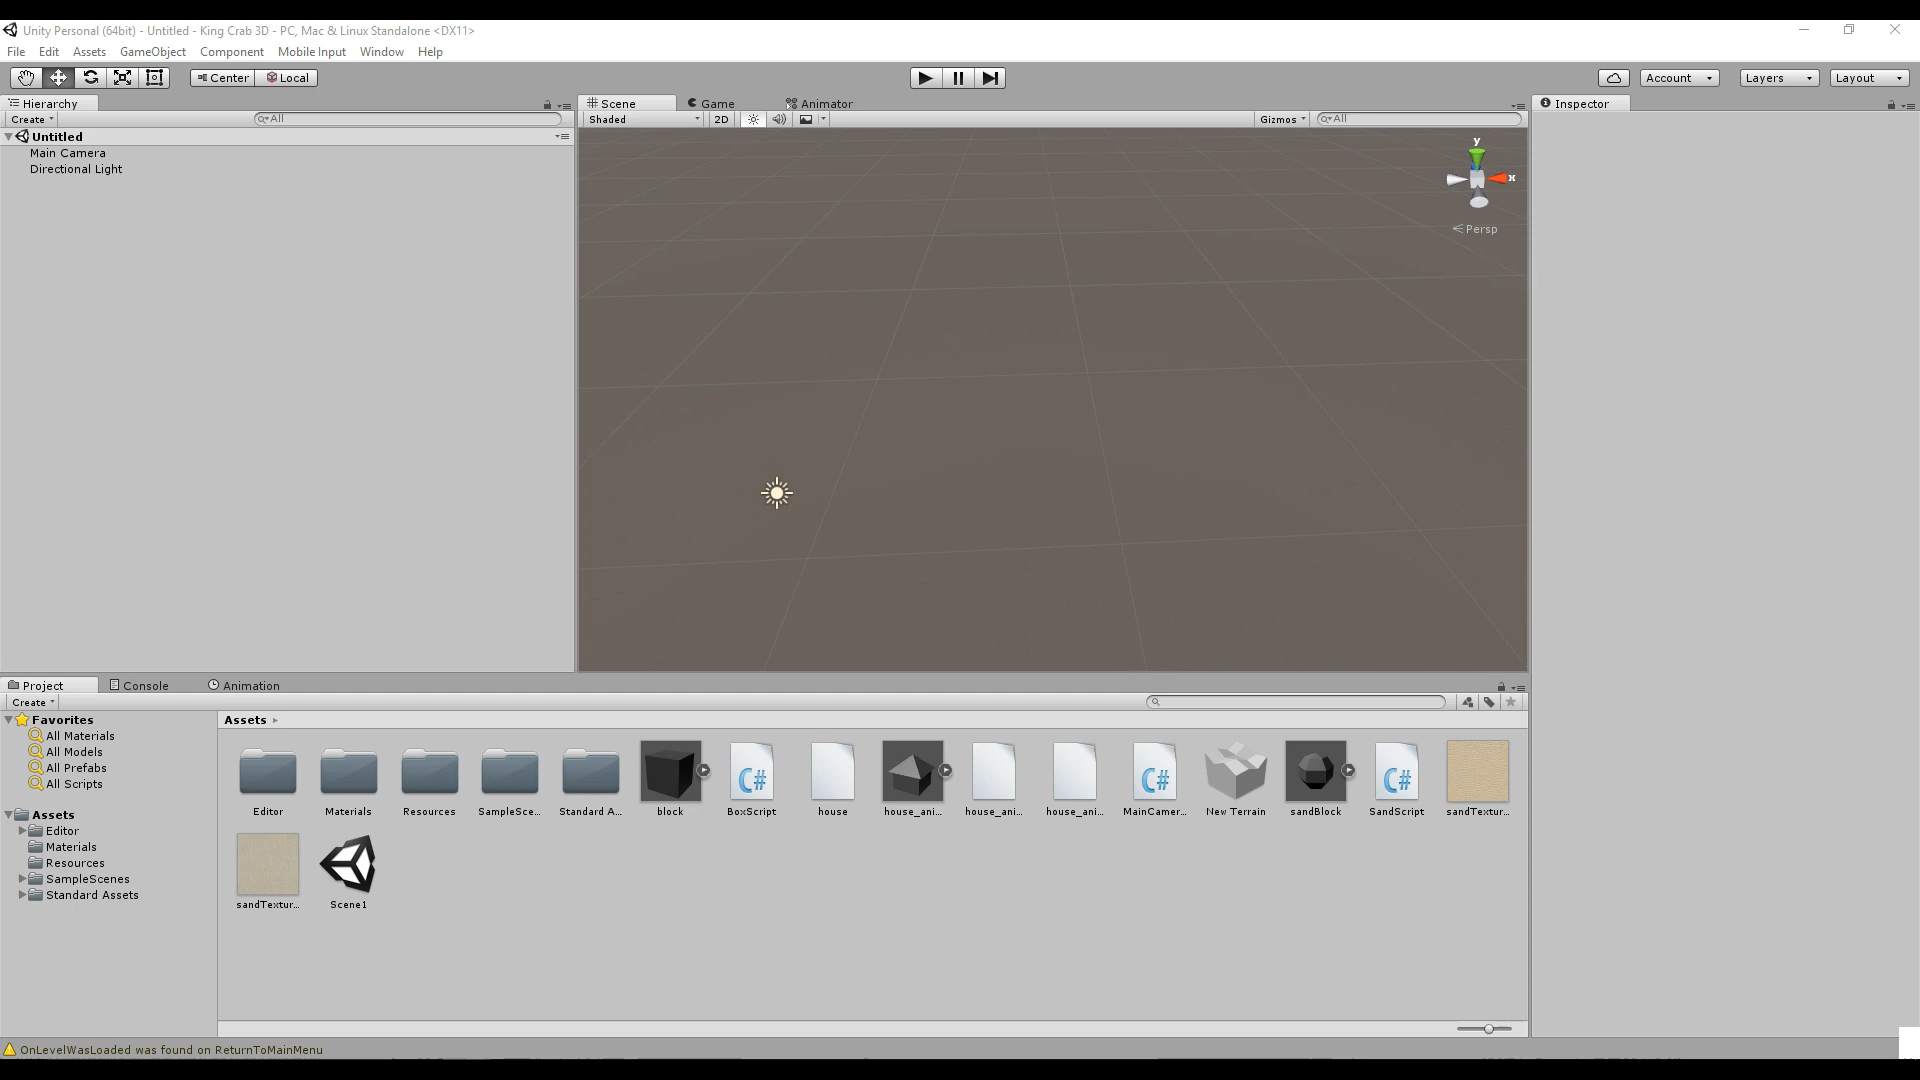 Unity Personal (64bit) - Untitled - King Crab 3D - PC, Mac & Linux Standalone <DX11>
File Edit Assets GameObject Component Mobile Input Window Help
Center Local Account Layers Layout
Hierarchy Scene Game Animator Inspector
Create All Shaded 2D Gizmos All
Untitled
Main Camera
Directional Light
y
x
Persp
Project Console Animation
Create
Favorites
All Materials
All Models
All Prefabs
All Scripts
Assets
Editor
Materials
Resources
SampleScenes
Standard Assets
Assets
Editor Materials Resources SampleSce... Standard A... block BoxScript house house_ani... house_ani... house_ani... MainCamer... New Terrain sandBlock SandScript sandTextur...
C# C# C#
sandTextur... Scene1
OnLevelWasLoaded was found on ReturnToMainMenu